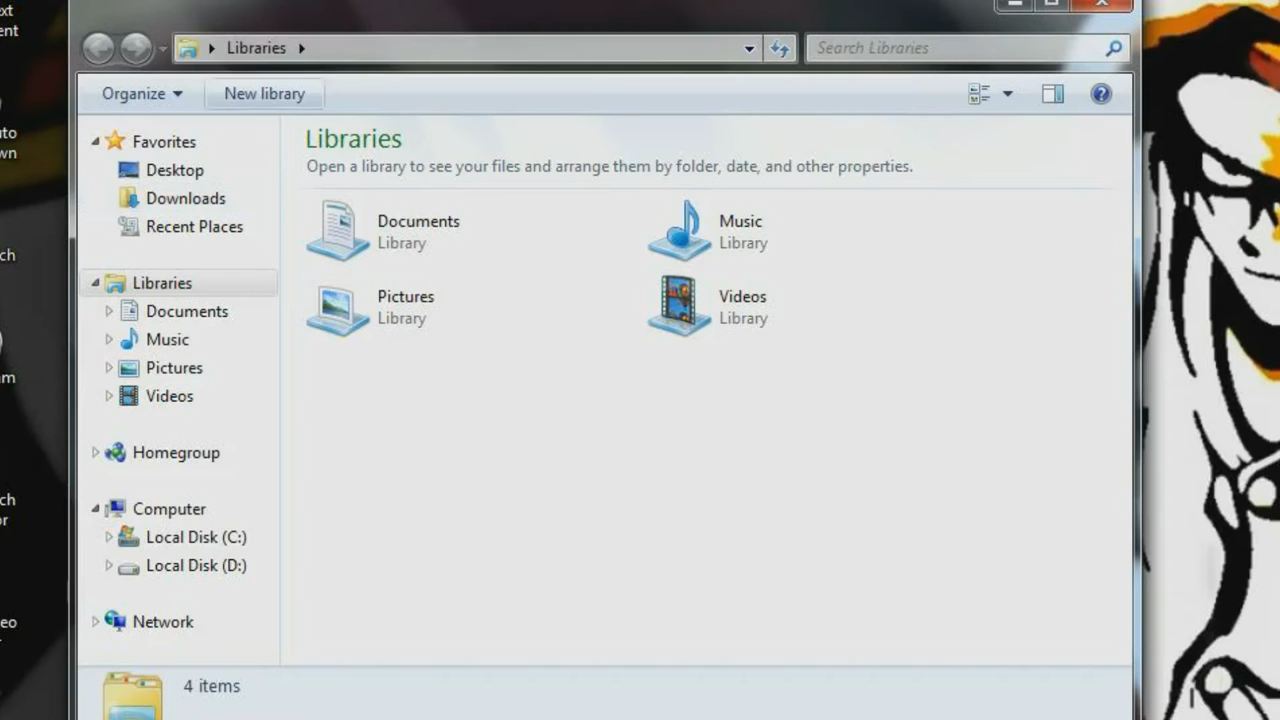 Libraries
Search Libraries
Organize
New library
Favorites
Desktop
Downloads
Recent Places
Libraries
Documents
Music
Pictures
Videos
Homegroup
Computer
Local Disk (C:)
Local Disk (D:)
Network
Libraries
Open a library to see your files and arrange them by folder, date, and other properties.
Documents
Library
Music
Library
Pictures
Library
Videos
Library
4 items